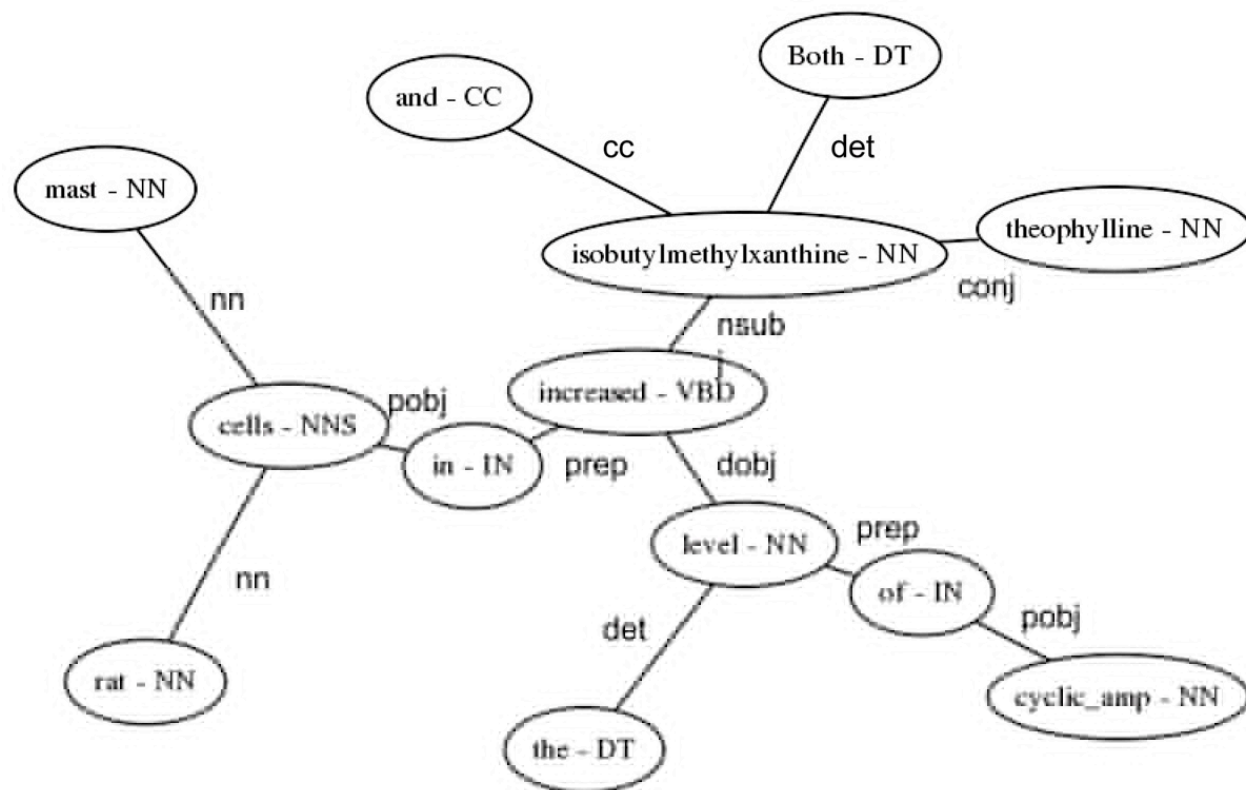 Both - DT
and - CC
cc
det
mast - NN
theophylline - NN
isobutylmethylxanthine - NN
conj
nn
nsub
j
increased - VBD
pobj
cells - NNS
in - IN
prep
dobj
level - NN
prep
of - IN
nn
det
pobj
rat - NN
cyclic_amp - NN
the - DT